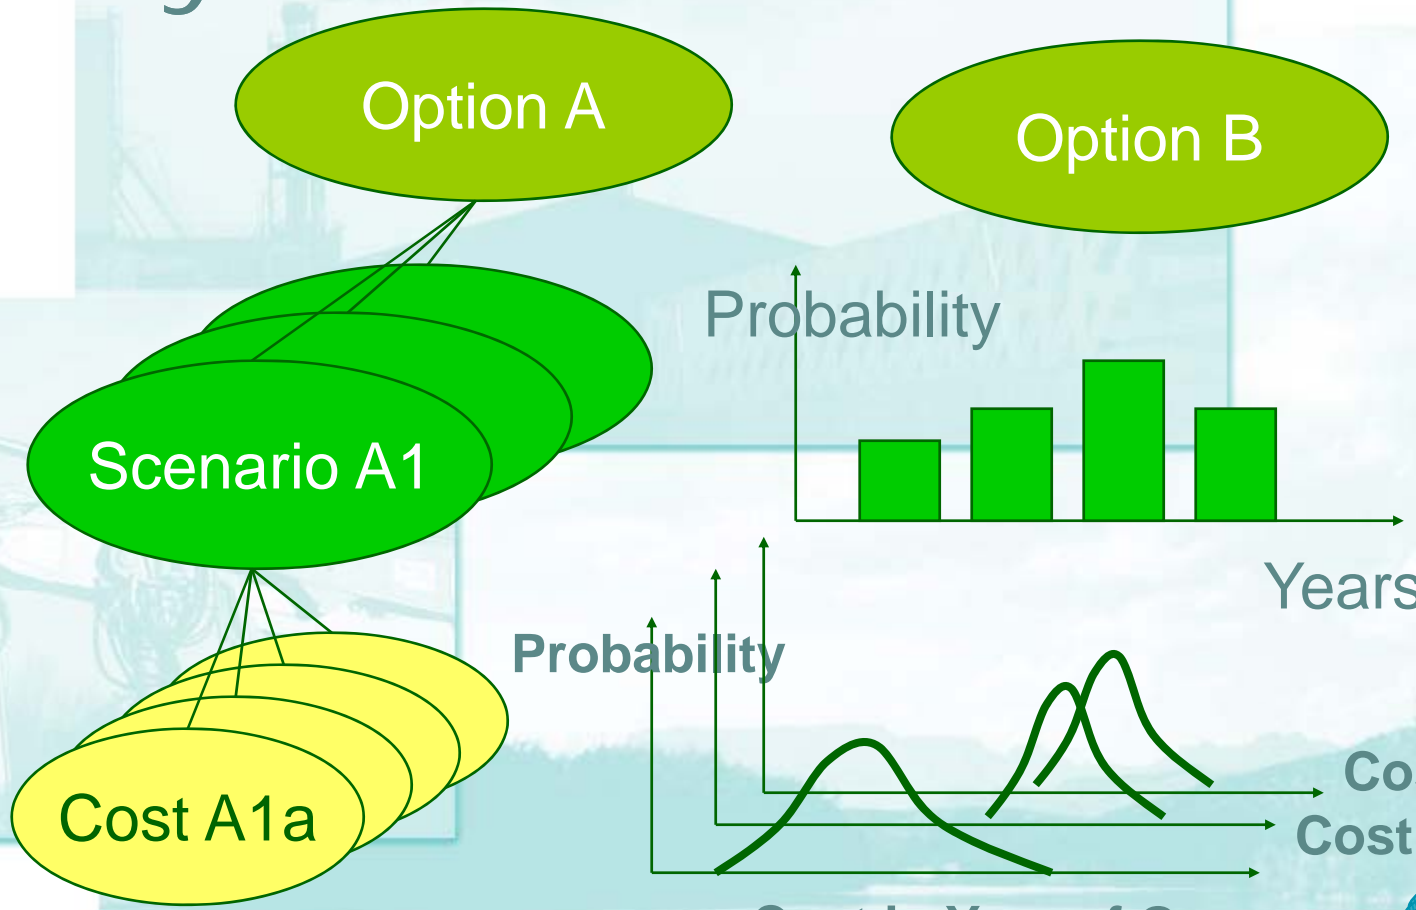 Option A
Option B
Probability
Scenario A1
Years
Probability
Cost
Cost A1a